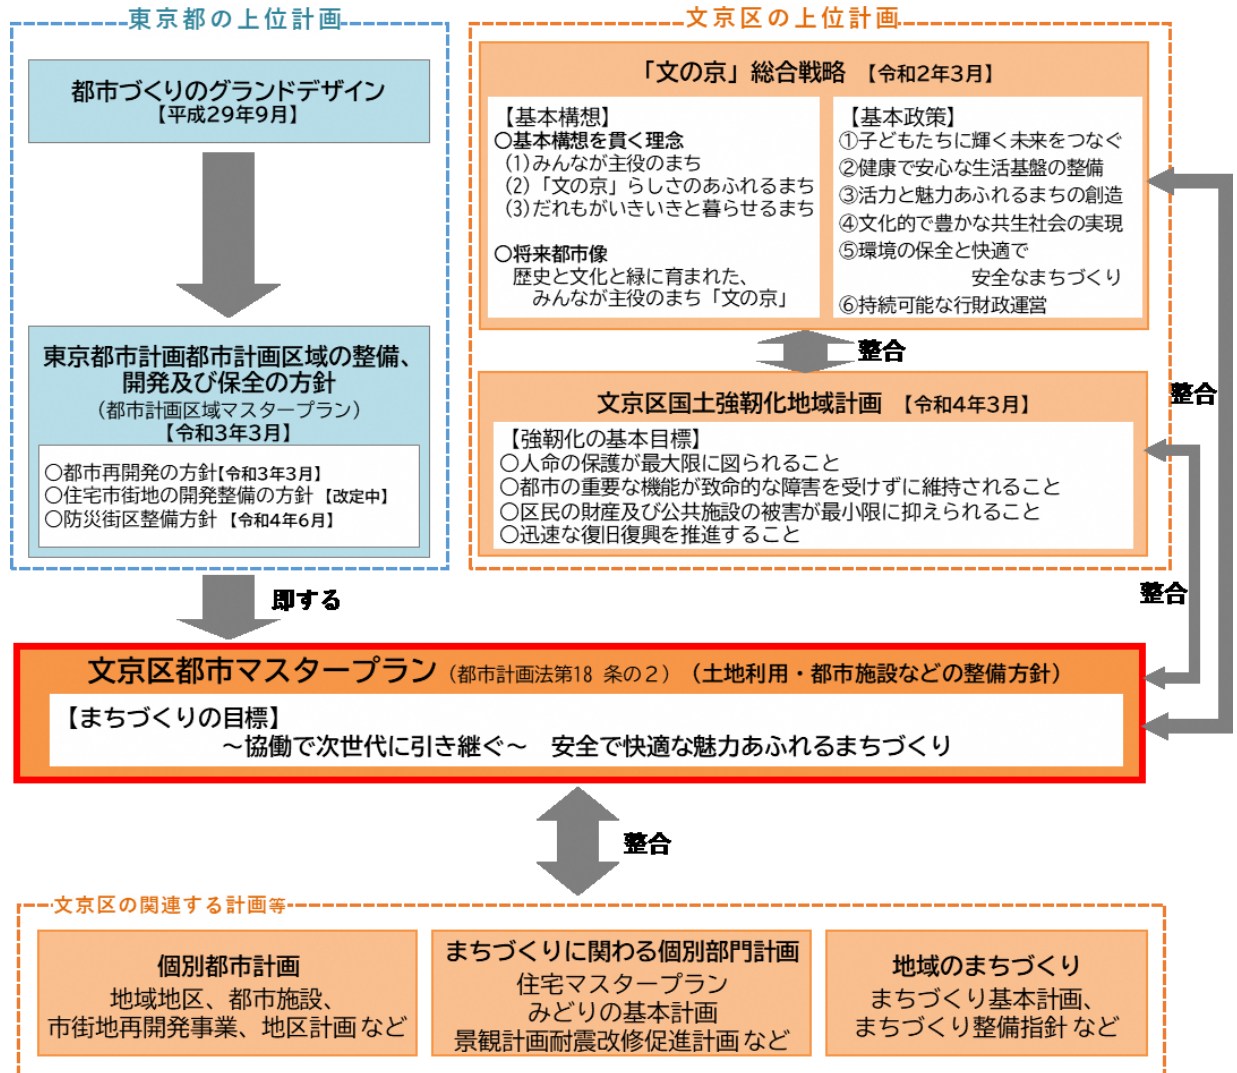 東京都の上位計画
都市づくりのグランドデザイン
【平成29年9月】
東京都市計画都市計画区域の整備、
開発及び保全の方針
（都市計画区域マスタープラン）
【令和3年3月】
○都市再開発の方針【令和3年3月】
○住宅市街地の開発整備の方針【改定中】
○防災街区整備方針【令和4年6月】
文京区の上位計画
「文の京」総合戦略【令和2年3月】
【基本構想】
○基本構想を貫く理念
(1)みんなが主役のまち
(2)「文の京」らしさのあふれるまち
(3)だれもがいきいきと暮らせるまち
○将来都市像
歴史と文化と緑に育まれた、
みんなが主役のまち「文の京」
【基本政策】
①子どもたちに輝く未来をつなぐ
②健康で安心な生活基盤の整備
③活力と魅力あふれるまちの創造
④文化的で豊かな共生社会の実現
⑤環境の保全と快適で
安全なまちづくり
⑥持続可能な行財政運営
整合
文京区国土強靭化地域計画【令和4年3月】
【強靭化の基本目標】
○人命の保護が最大限に図られること
○都市の重要な機能が致命的な障害を受けずに維持されること
○区民の財産及び公共施設の被害が最小限に抑えられること
○迅速な復旧復興を推進すること
整合
整合
即する
文京区都市マスタープラン（都市計画法第18 条の２）（土地利用・都市施設などの整備方針）
【まちづくりの目標】
～協働で次世代に引き継ぐ～　安全で快適な魅力あふれるまちづくり
整合
文京区の関連する計画等
個別都市計画
地域地区、都市施設、
市街地再開発事業、地区計画など
まちづくりに関わる個別部門計画
住宅マスタープラン
みどりの基本計画
景観計画耐震改修促進計画など
地域のまちづくり
まちづくり基本計画、
まちづくり整備指針など